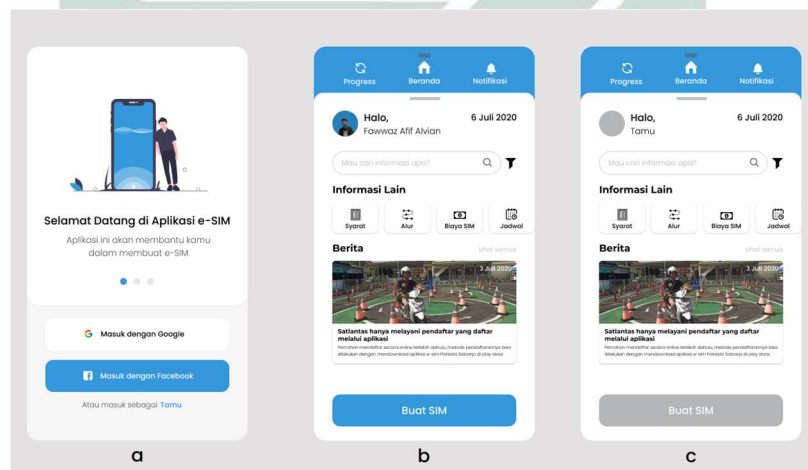 Selamat Datang di Aplikasi e-SIM
Aplikasi ini akan membantu kamu
dalam membuat e-SIM
Masuk dengan Google
Masuk dengan Facebook
Atau masuk sebagai Tamu
a
Progress
Beranda
Notifikasi
Halo,
6 Juli 2020
Fawwaz Afif Alvian
Mau cari informasi apa?
Informasi Lain
Syarat
Alur
Biaya SIM
Jadwal
Berita
Lihat semua
3 Juli 2020
Satlantas hanya melayani pendaftar yang daftar
melalui aplikasi
Buat SIM
b
Progress
Beranda
Notifikasi
Halo,
6 Juli 2020
Tamu
Mau cari informasi apa?
Informasi Lain
Syarat
Alur
Biaya SIM
Jadwal
Berita
Lihat semua
3 Juli 2020
Satlantas hanya melayani pendaftar yang daftar
melalui aplikasi
Buat SIM
c